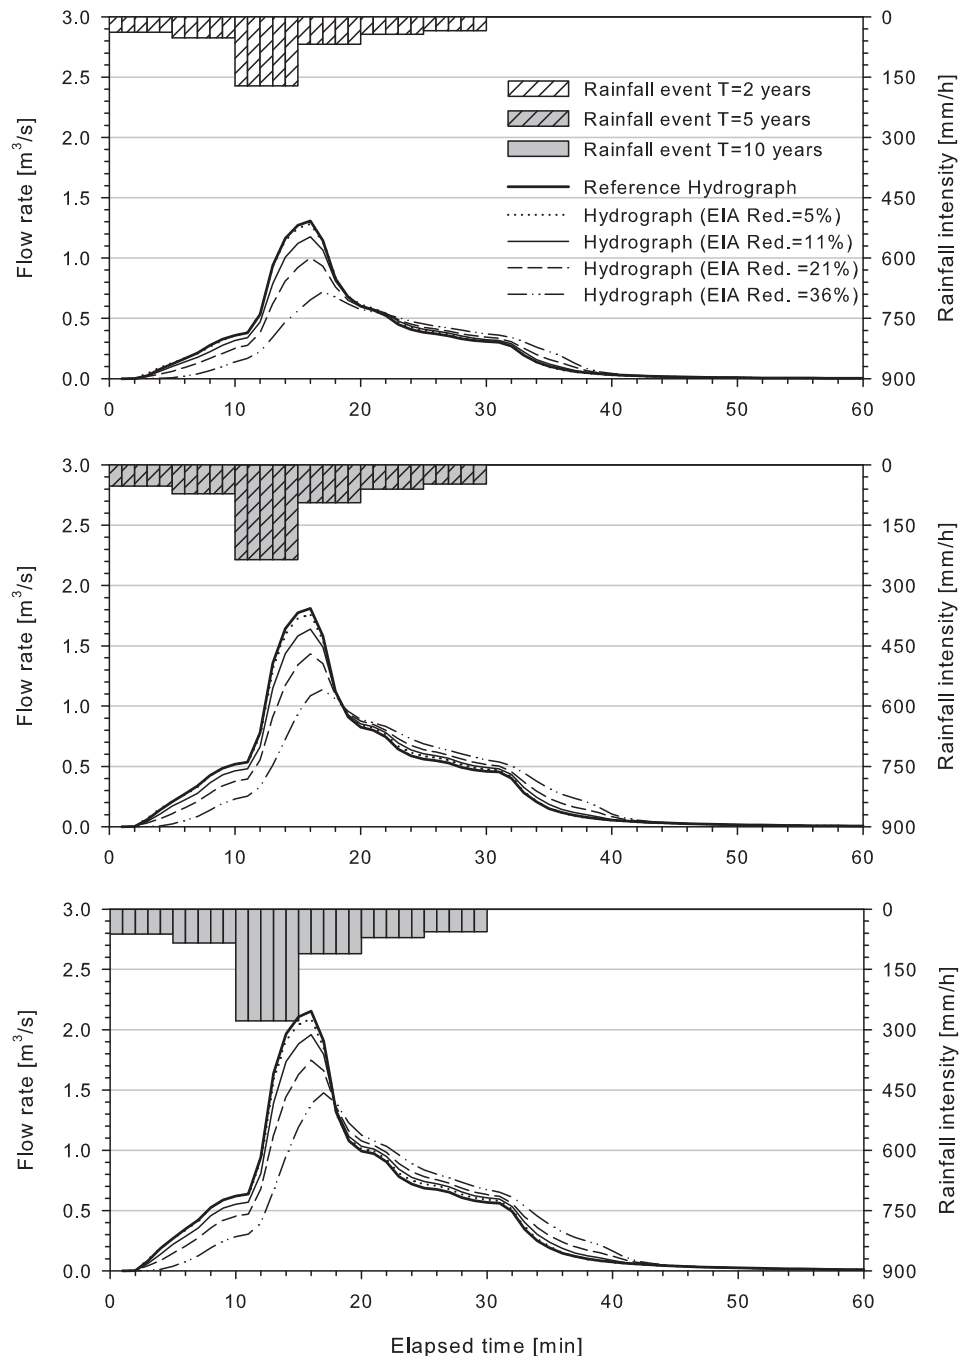 3.0
2.5
2.0
1.5
1.0
0.5
0.0
Flow rate [m³/s]
0
150
300
450
600
750
900
Rainfall intensity [mm/h]
Rainfall event T=2 years
Rainfall event T=5 years
Rainfall event T=10 years
Reference Hydrograph
Hydrograph (EIA Red.=5%)
Hydrograph (EIA Red.=11%)
Hydrograph (EIA Red. =21%)
Hydrograph (EIA Red. =36%)
0 10 20 30 40 50 60
3.0
2.5
2.0
1.5
1.0
0.5
0.0
Flow rate [m³/s]
0
150
300
450
600
750
900
Rainfall intensity [mm/h]
0 10 20 30 40 50 60
3.0
2.5
2.0
1.5
1.0
0.5
0.0
Flow rate [m³/s]
0
150
300
450
600
750
900
Rainfall intensity [mm/h]
0 10 20 30 40 50 60
Elapsed time [min]